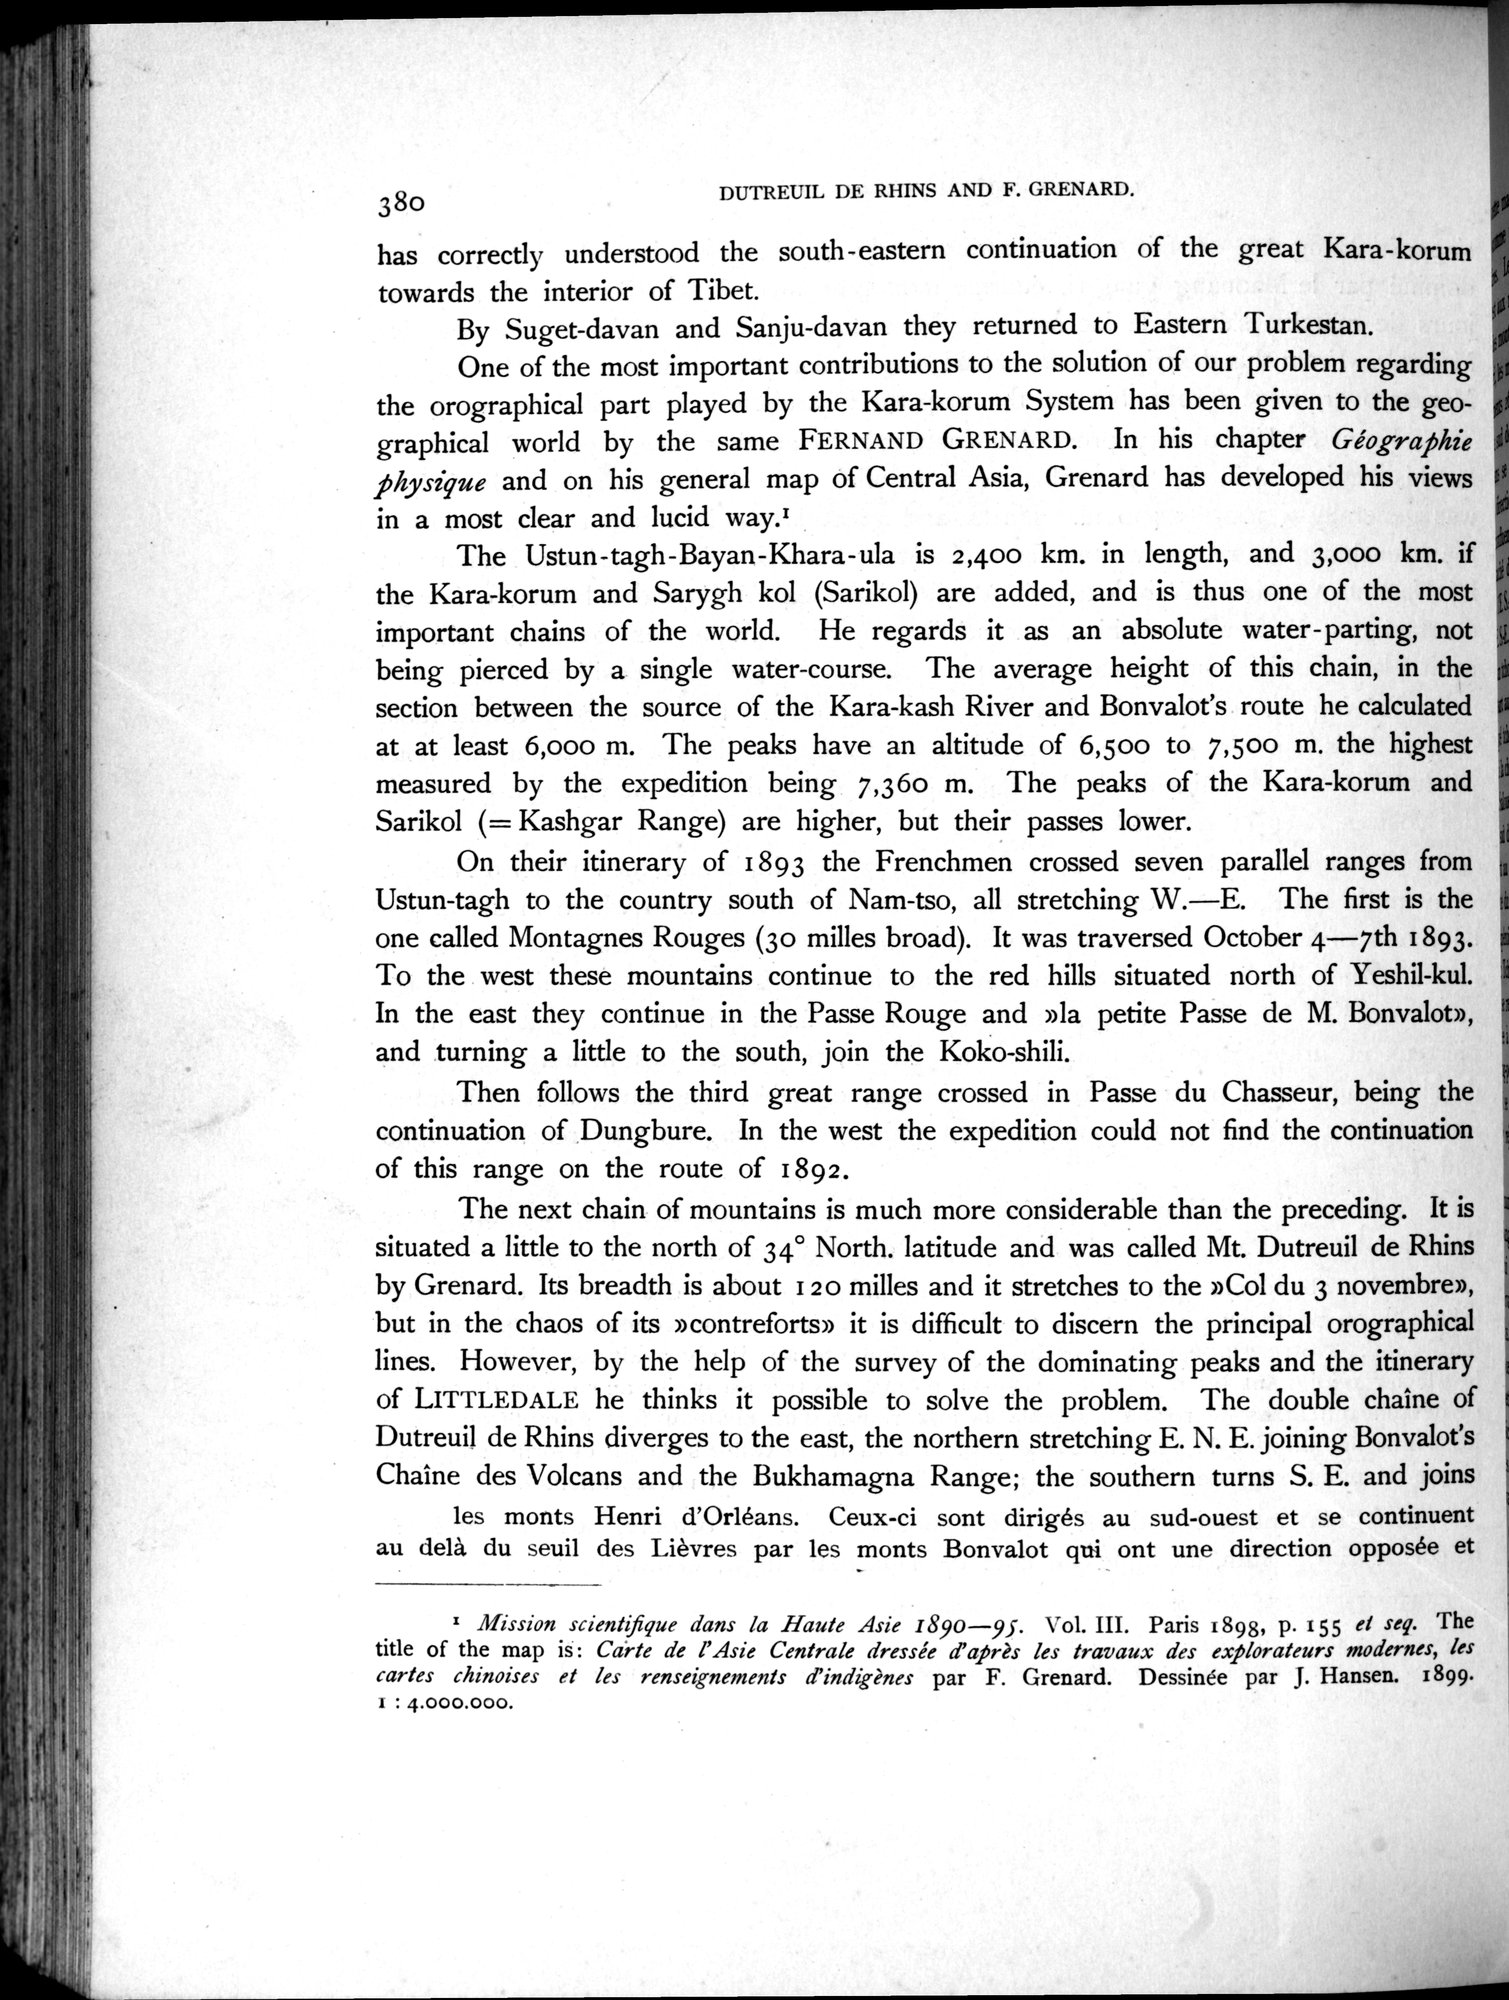 380
DUTREUIL DE RHINS AND F. GRENARD.
has correctly understood the south-eastern continuation of the great Kara-korum
towards the interior of Tibet.
By Suget-davan and Sanju-davan they returned to Eastern Turkestan.
One of the most important contributions to the solution of our problem regarding
the orographical part played by the Kara-korum System has been given to the geo-
graphical world by the same FERNAND GRENARD. In his chapter Géographie
physique and on his general map of Central Asia, Grenard has developed his views
in a most clear and lucid way.¹
The Ustun-tagh-Bayan-Khara-ula is 2,400 km. in length, and 3,000 km. if
the Kara-korum and Sarygh kol (Sarikol) are added, and is thus one of the most
important chains of the world. He regards it as an absolute water-parting, not
being pierced by a single water-course. The average height of this chain, in the
section between the source of the Kara-kash River and Bonvalot's route he calculated
at at least 6,000 m. The peaks have an altitude of 6,500 to 7,500 m. the highest
measured by the expedition being 7,360 m. The peaks of the Kara-korum and
Sarikol (= Kashgar Range) are higher, but their passes lower.
On their itinerary of 1893 the Frenchmen crossed seven parallel ranges from
Ustun-tagh to the country south of Nam-tso, all stretching W.—E. The first is the
one called Montagnes Rouges (30 milles broad). It was traversed October 4—7th 1893.
To the west these mountains continue to the red hills situated north of Yeshil-kul.
In the east they continue in the Passe Rouge and »la petite Passe de M. Bonvalot»,
and turning a little to the south, join the Koko-shili.
Then follows the third great range crossed in Passe du Chasseur, being the
continuation of Dungbure. In the west the expedition could not find the continuation
of this range on the route of 1892.
The next chain of mountains is much more considerable than the preceding. It is
situated a little to the north of 34° North. latitude and was called Mt. Dutreuil de Rhins
by Grenard. Its breadth is about 120 milles and it stretches to the »Col du 3 novembre»,
but in the chaos of its »contreforts» it is difficult to discern the principal orographical
lines. However, by the help of the survey of the dominating peaks and the itinerary
of LITTLEDALE he thinks it possible to solve the problem. The double chaîne of
Dutreuil de Rhins diverges to the east, the northern stretching E. N. E. joining Bonvalot's
Chaîne des Volcans and the Bukhamagna Range; the southern turns S. E. and joins
les monts Henri d'Orléans. Ceux-ci sont dirigés au sud-ouest et se continuent
au delà du seuil des Lièvres par les monts Bonvalot qui ont une direction opposée et
¹ Mission scientifique dans la Haute Asie 1890—95. Vol. III. Paris 1898, p. 155 et seq. The
title of the map is: Carte de l'Asie Centrale dressée d'après les travaux des explorateurs modernes, les
cartes chinoises et les renseignements d'indigènes par F. Grenard. Dessinée par J. Hansen. 1899.
1 : 4.000.000.